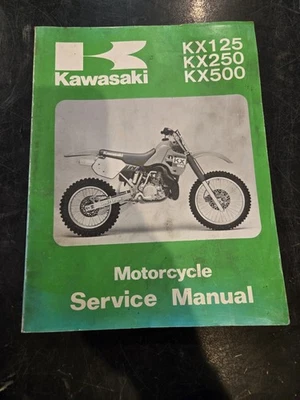 KX125
KX250
KX500
Kawasaki
Motorcycle
Service Manual